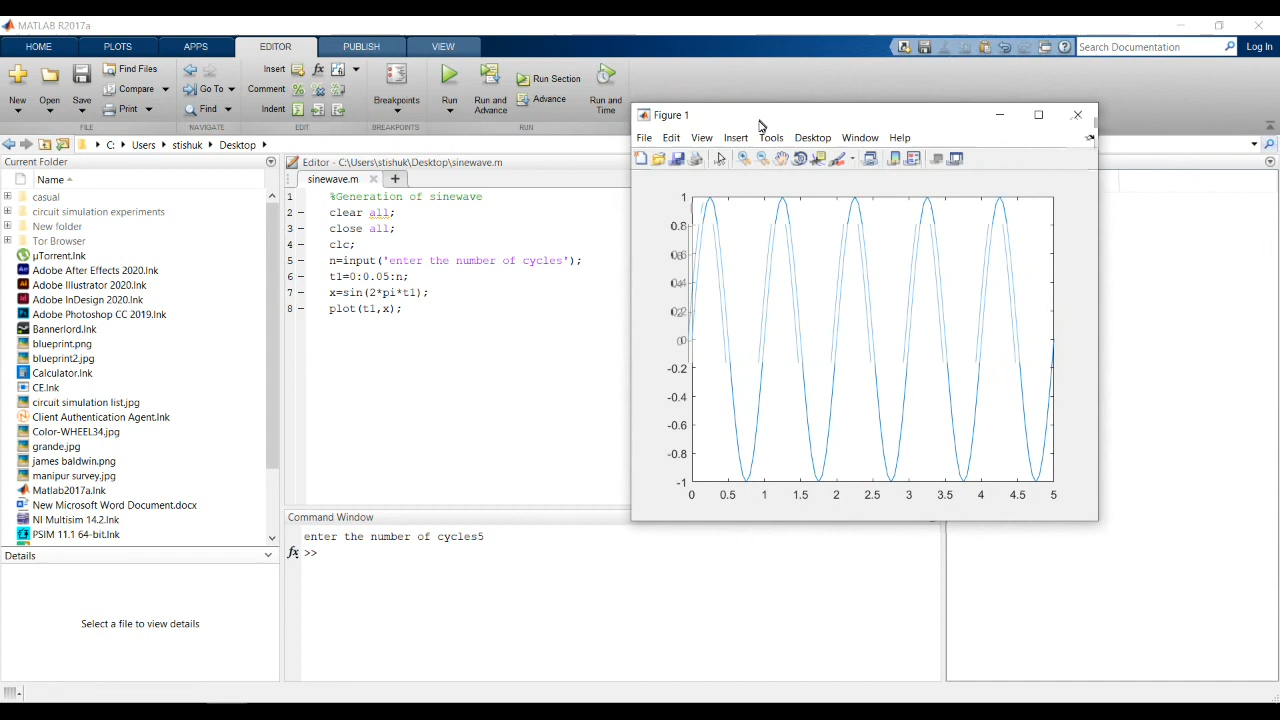 MATLAB R2017a
HOME PLOTS APPS EDITOR PUBLISH VIEW
Search Documentation
Log In
New
Open
Save
Find Files
Compare
Print
FILE
Go To
Find
NAVIGATE
Insert
Comment
Indent
EDIT
Breakpoints
BREAKPOINTS
Run
Run and
Advance
Run Section
Advance
Run and
Time
RUN
C: Users stishuk Desktop
Current Folder
Name
casual
circuit simulation experiments
New folder
Tor Browser
µTorrent.lnk
Adobe After Effects 2020.lnk
Adobe Illustrator 2020.lnk
Adobe InDesign 2020.lnk
Adobe Photoshop CC 2019.lnk
Bannerlord.lnk
blueprint.png
blueprint2.jpg
Calculator.lnk
CE.lnk
circuit simulation list.jpg
Client Authentication Agent.lnk
Color-WHEEL34.jpg
grande.jpg
james baldwin.png
manipur survey.jpg
Matlab2017a.lnk
New Microsoft Word Document.docx
NI Multisim 14.2.lnk
PSIM 11.1 64-bit.lnk
Details
Select a file to view details
Editor - C:\Users\stishuk\Desktop\sinewave.m
sinewave.m
1 %Generation of sinewave
2 – clear all;
3 – close all;
4 – clc;
5 – n=input('enter the number of cycles');
6 – t1=0:0.05:n;
7 – x=sin(2*pi*t1);
8 – plot(t1,x);
Command Window
enter the number of cycles5
fx >>
Figure 1
File Edit View Insert Tools Desktop Window Help
1
0.8
0.6
0.4
0.2
0
-0.2
-0.4
-0.6
-0.8
-1
0 0.5 1 1.5 2 2.5 3 3.5 4 4.5 5